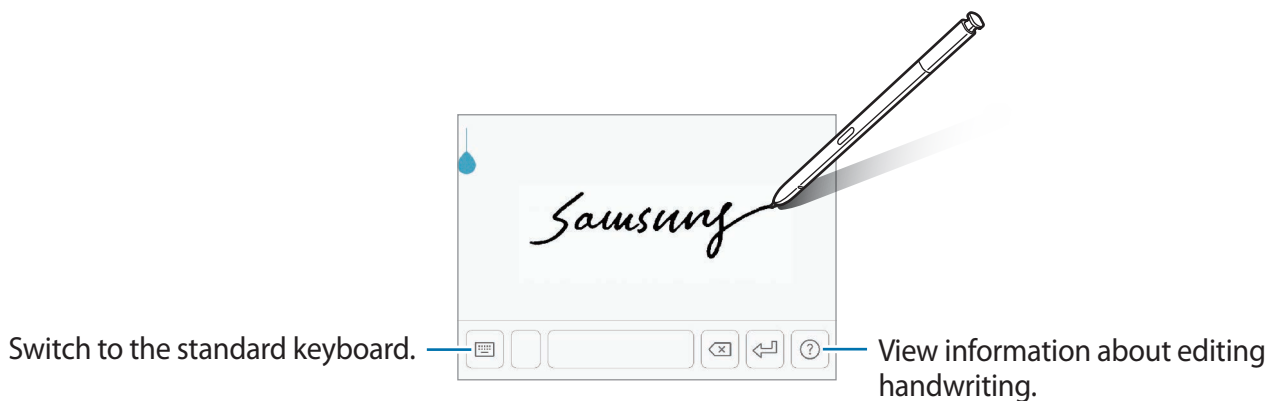 Samsung
Switch to the standard keyboard.
View information about editing
handwriting.